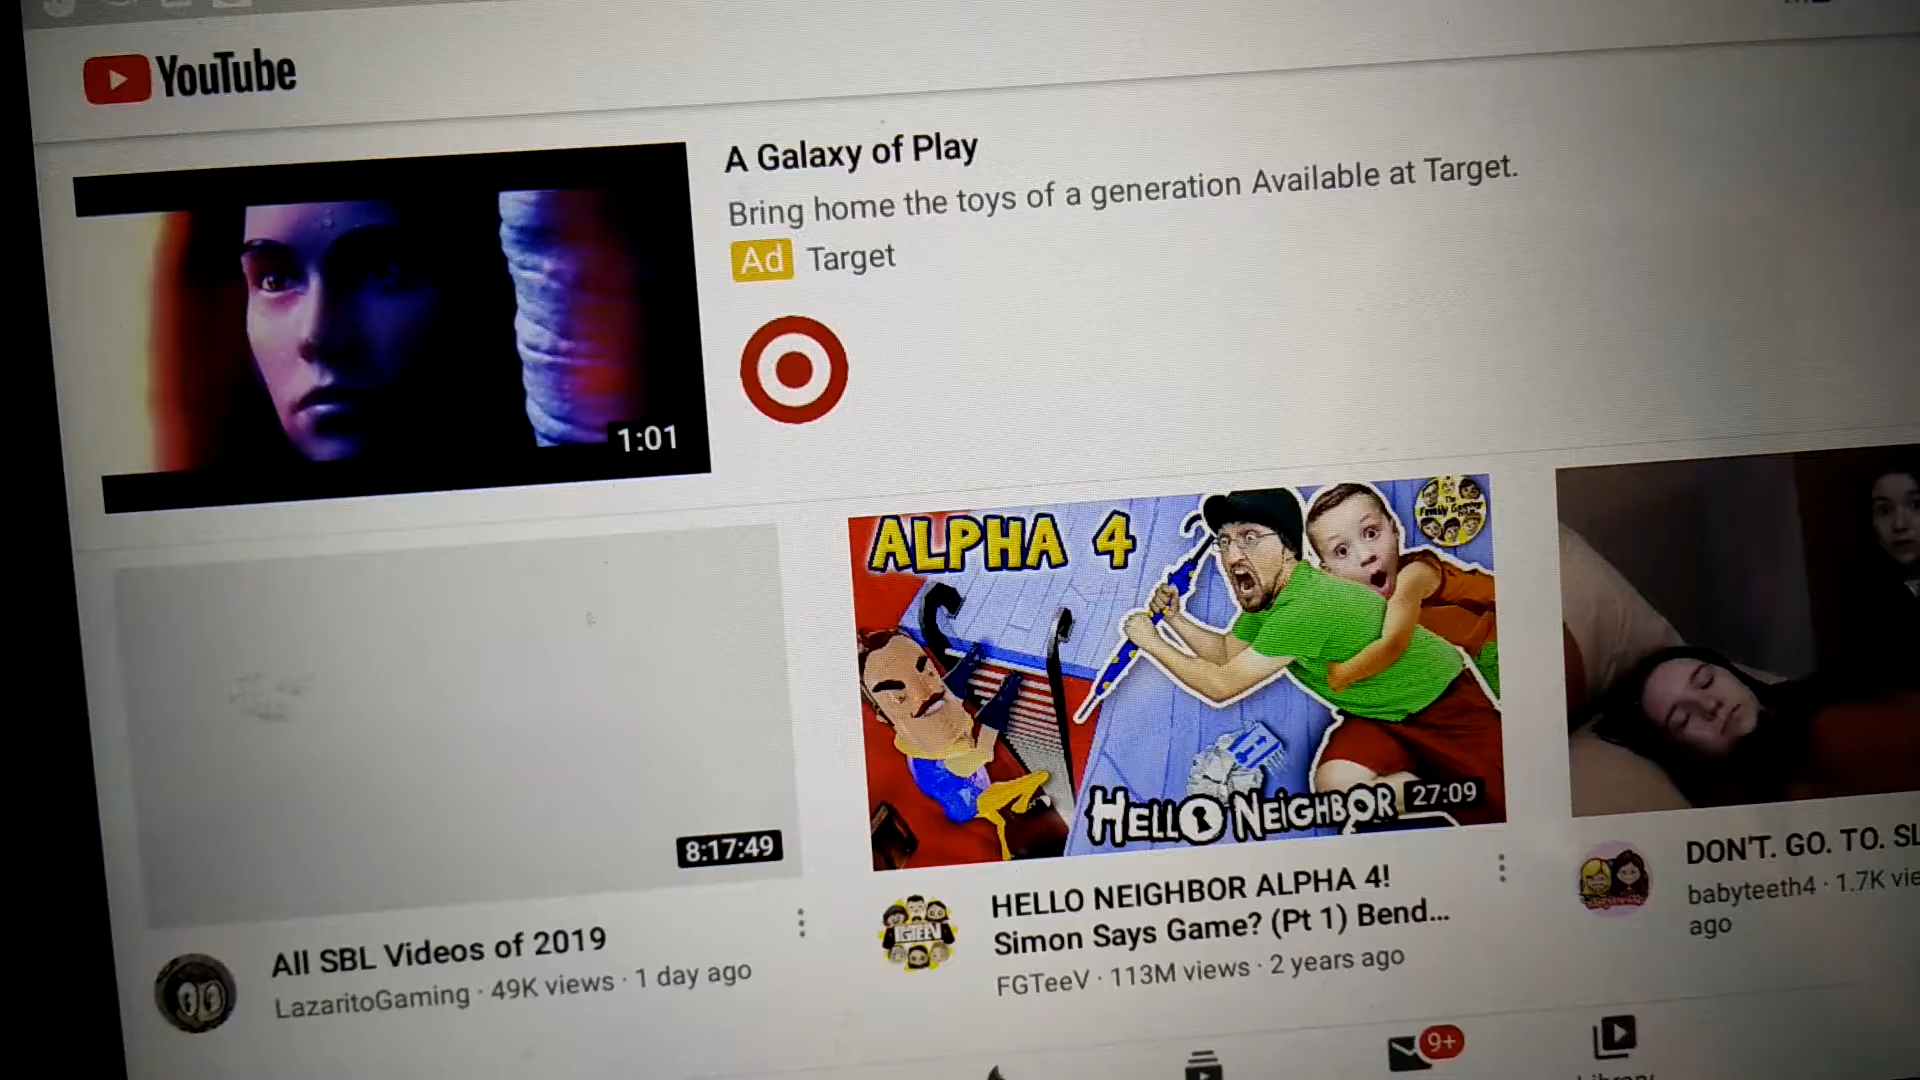 YouTube
A Galaxy of Play
Bring home the toys of a generation Available at Target.
Ad Target
1:01
ALPHA 4
HELLO NEIGHBOR
27:09
8:17:49
All SBL Videos of 2019
LazaritoGaming · 49K views · 1 day ago
FGTEEV
HELLO NEIGHBOR ALPHA 4!
Simon Says Game? (Pt 1) Bend...
FGTeeV · 113M views · 2 years ago
DON'T. GO. TO. SL
babyteeth4 · 1.7K vie
ago
9+